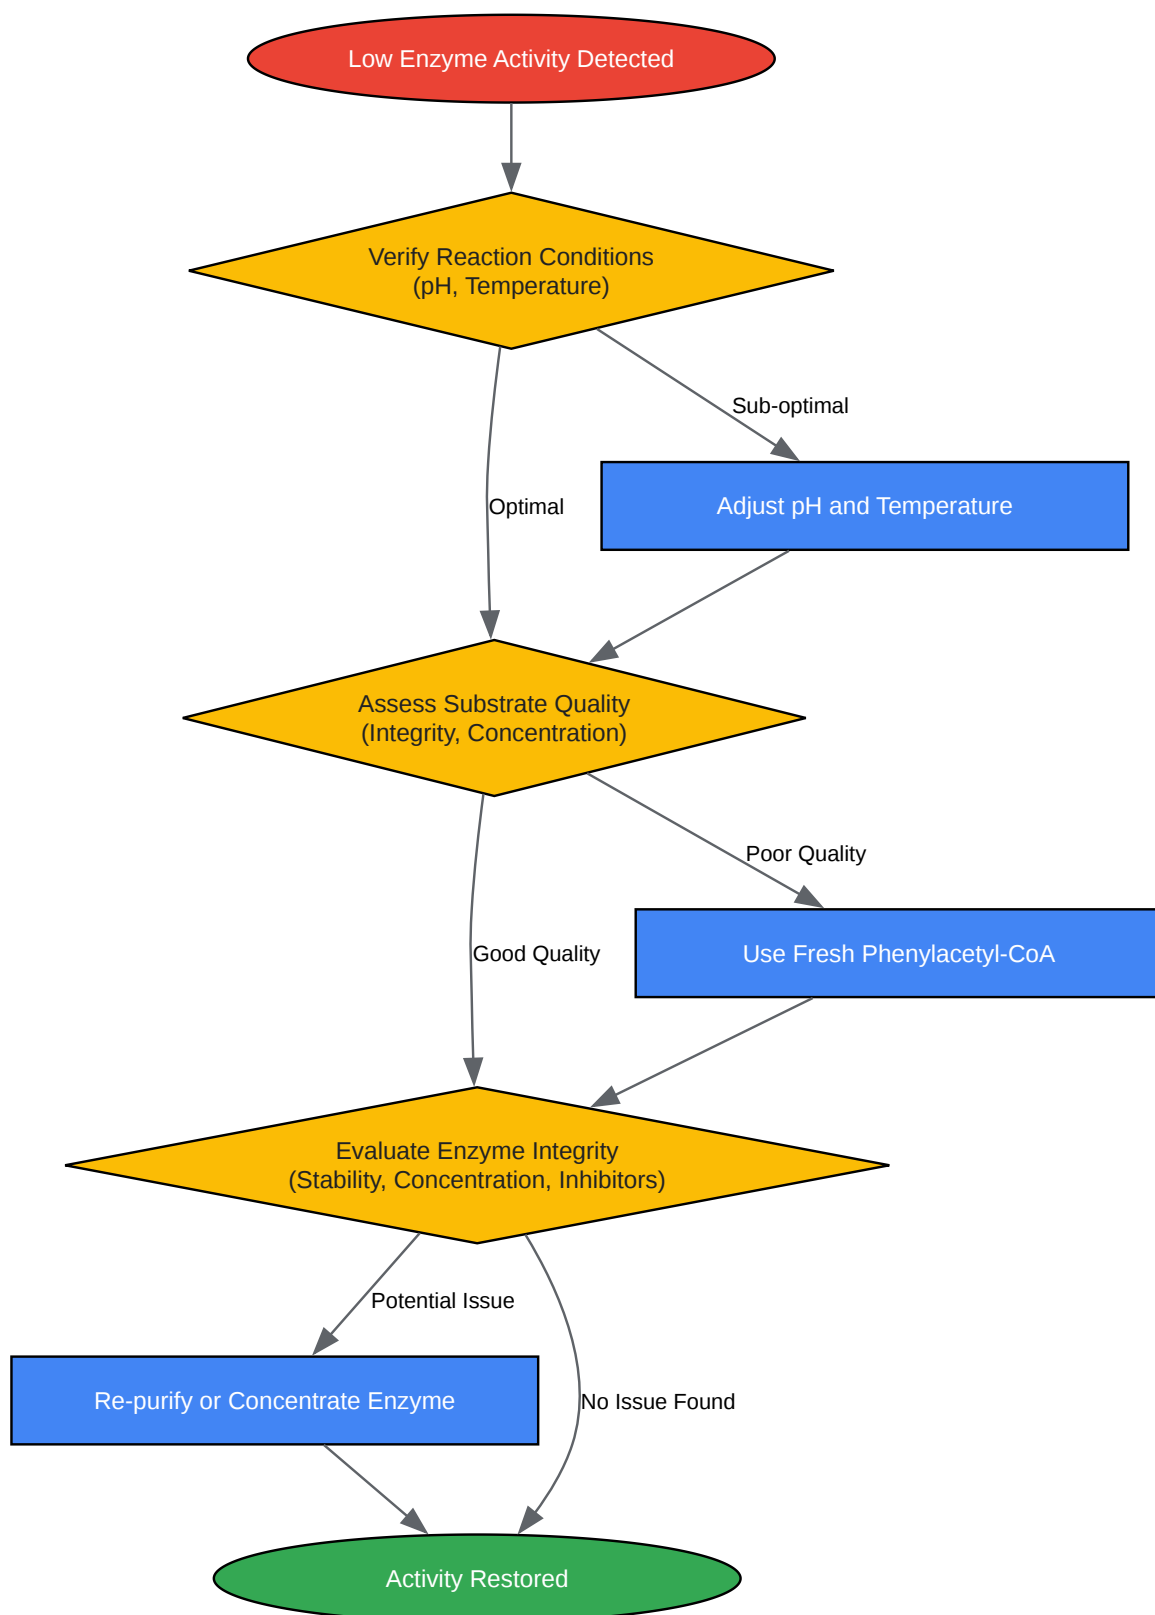 Low Enzyme Activity Detected
Verify Reaction Conditions
(pH, Temperature)
Sub-optimal
Optimal
Adjust pH and Temperature
Assess Substrate Quality
(Integrity, Concentration)
Poor Quality
Good Quality
Use Fresh Phenylacetyl-CoA
Evaluate Enzyme Integrity
(Stability, Concentration, Inhibitors)
Potential Issue
Re-purify or Concentrate Enzyme
No Issue Found
Activity Restored